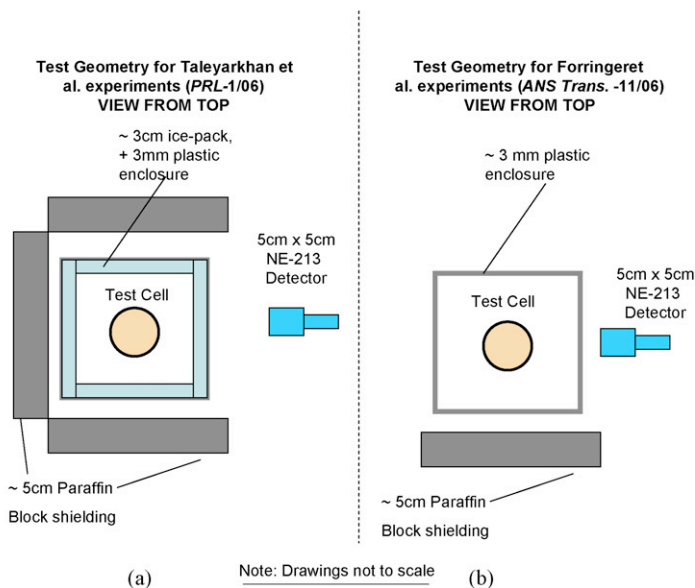 Test Geometry for Taleyarkhan et
al. experiments (PRL-1/06)
VIEW FROM TOP
~ 3cm ice-pack,
+ 3mm plastic
enclosure
5cm x 5cm
NE-213
Detector
Test Cell
~ 5cm Paraffin
Block shielding
(a)
Test Geometry for Forringeret
al. experiments (ANS Trans. -11/06)
VIEW FROM TOP
~ 3 mm plastic
enclosure
5cm x 5cm
NE-213
Detector
Test Cell
~ 5cm Paraffin
Block shielding
Note: Drawings not to scale
(b)